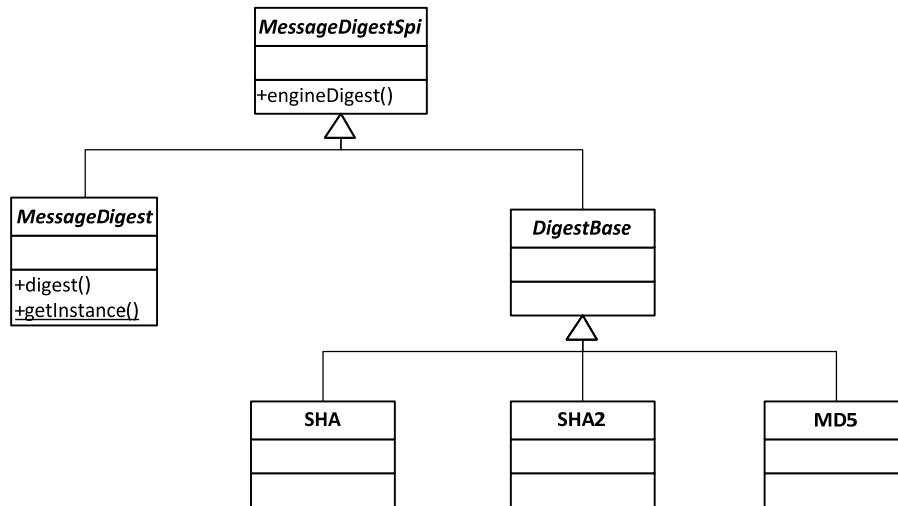 MessageDigestSpi
+engineDigest()
MessageDigest
+digest()
+getInstance()
DigestBase
SHA
SHA2
MD5